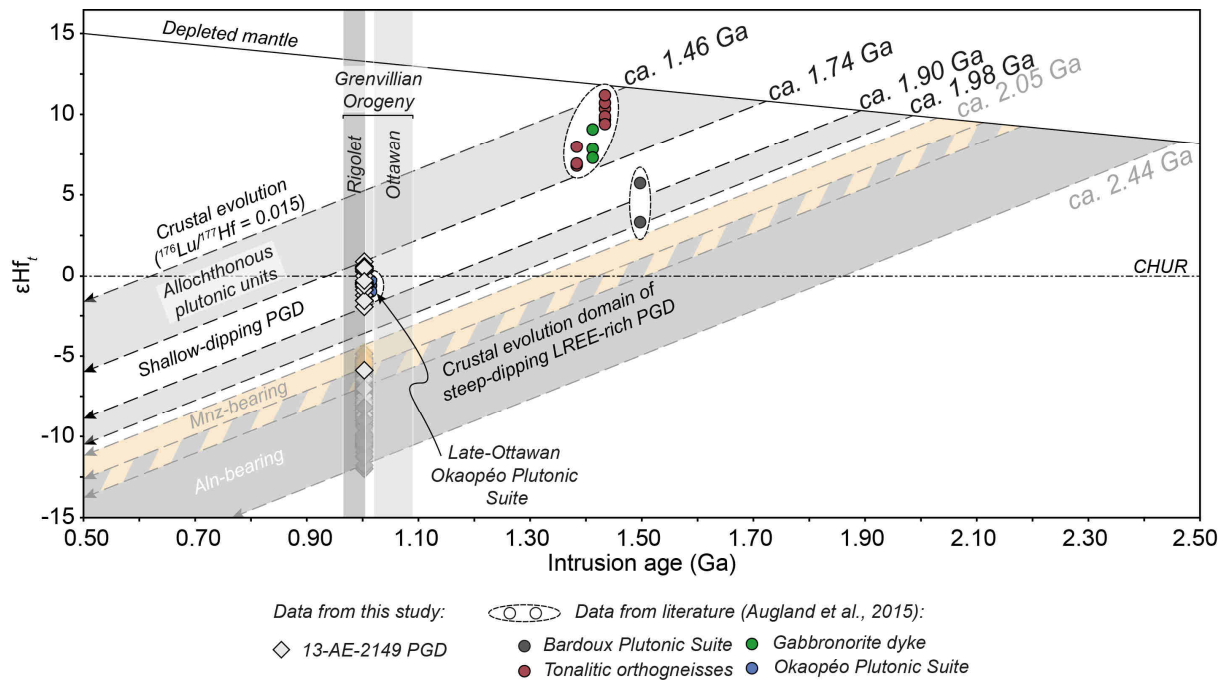 15
10
5
0
-5
-10
-15
εHf_t
Depleted mantle
Grenvillian
Orogeny
Rigolet
Ottawan
ca. 1.46 Ga
ca. 1.74 Ga
ca. 1.90 Ga
ca. 1.98 Ga
ca. 2.05 Ga
ca. 2.44 Ga
Crustal evolution
(¹⁷⁶Lu/¹⁷⁷Hf = 0.015)
Allochthonous
plutonic units
CHUR
Shallow-dipping PGD
Crustal evolution domain of
steep-dipping LREE-rich PGD
Mnz-bearing
Aln-bearing
Late-Ottawan
Okaopéo Plutonic
Suite
0.50
0.70
0.90
1.10
1.30
1.50
1.70
1.90
2.10
2.30
2.50
Intrusion age (Ga)
Data from this study:
13-AE-2149 PGD
Data from literature (Augland et al., 2015):
Bardoux Plutonic Suite
Gabbronorite dyke
Tonalitic orthogneisses
Okaopéo Plutonic Suite